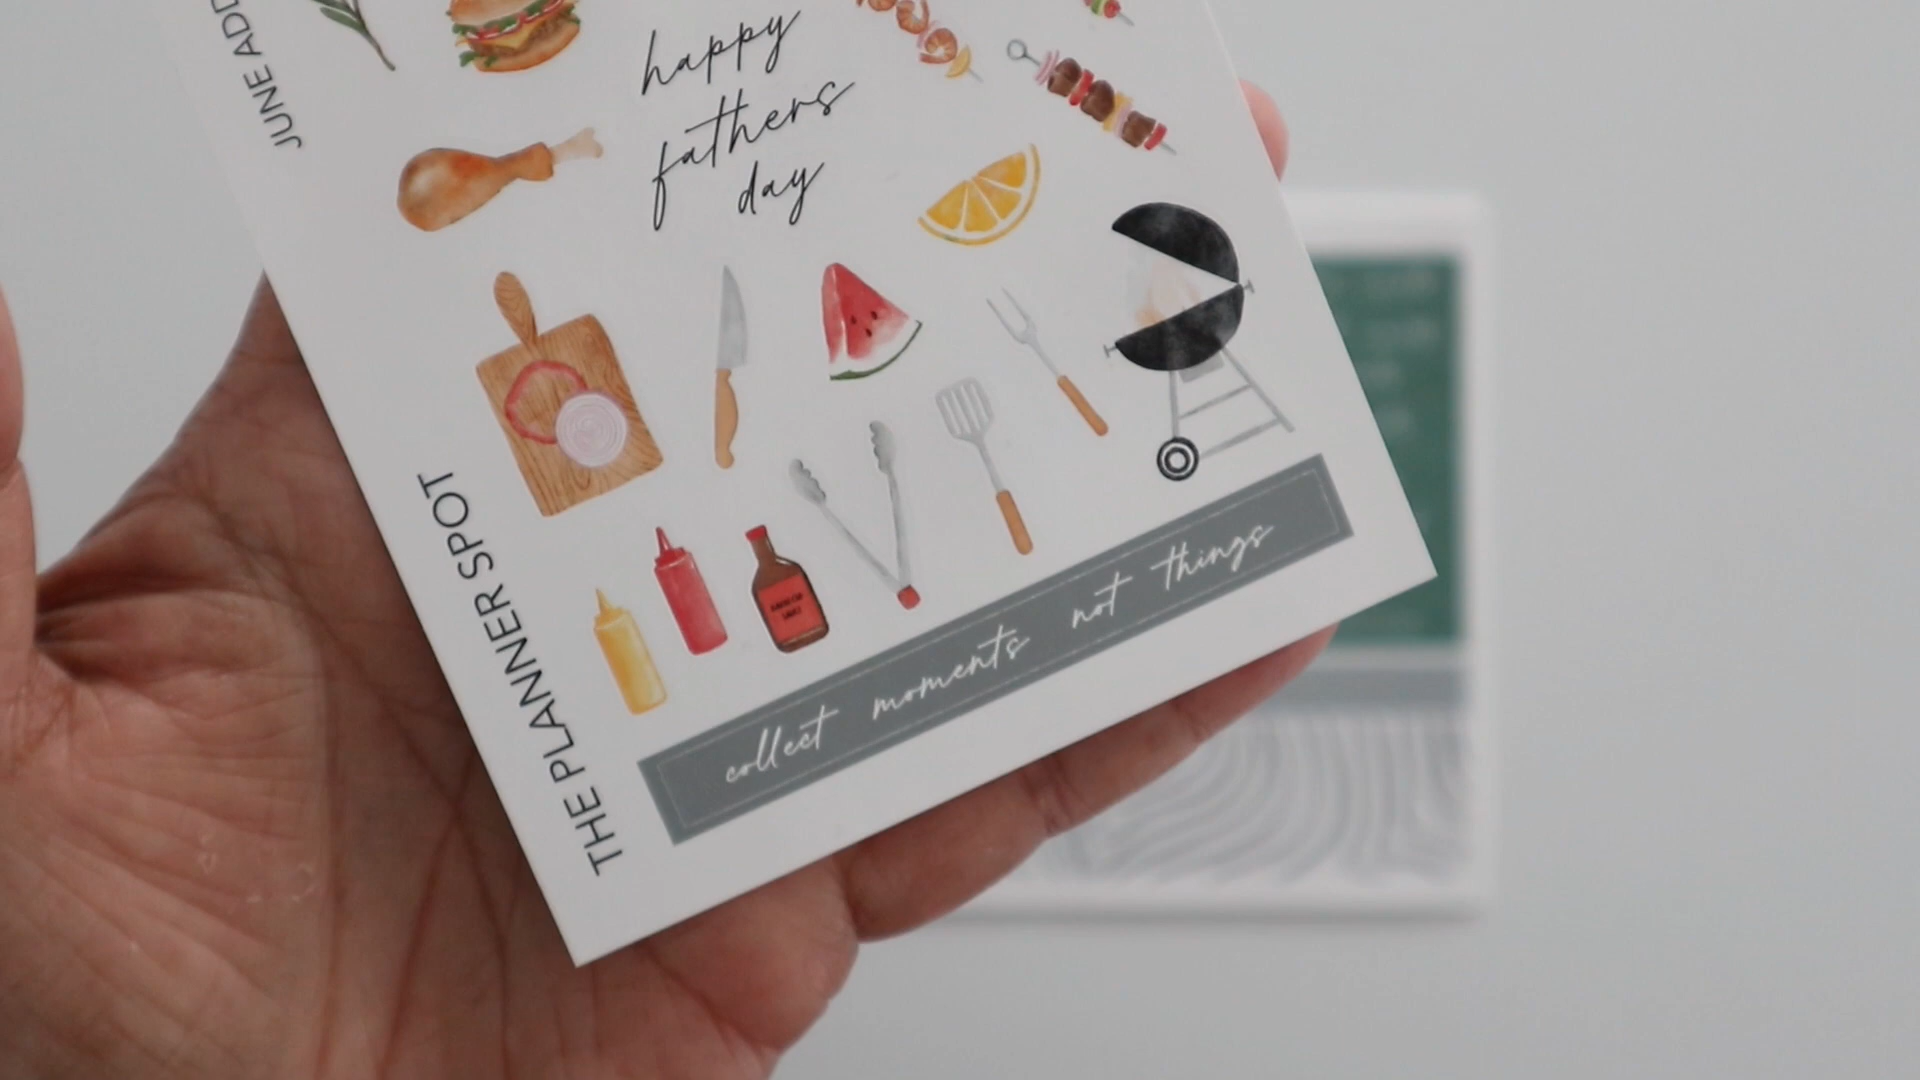 JUNE ADD
happy
fathers
day
THE PLANNER SPOT
collect moments not things